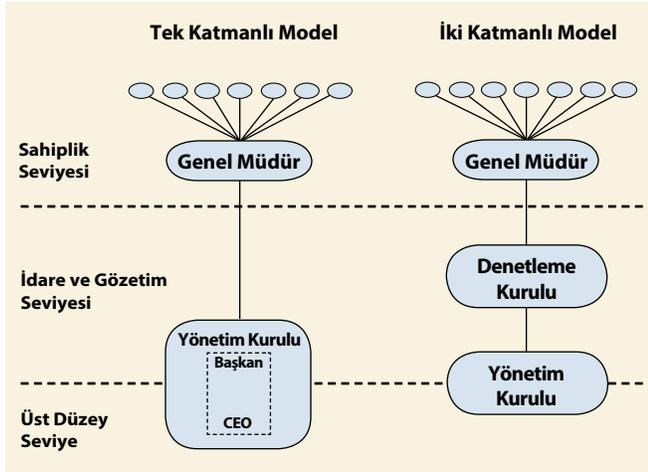 Tek Katmanlı Model
İki Katmanlı Model
Sahiplik
Seviyesi
Genel Müdür
Genel Müdür
İdare ve Gözetim
Seviyesi
Denetleme
Kurulu
Yönetim Kurulu
Başkan
CEO
Yönetim
Kurulu
Üst Düzey
Seviye